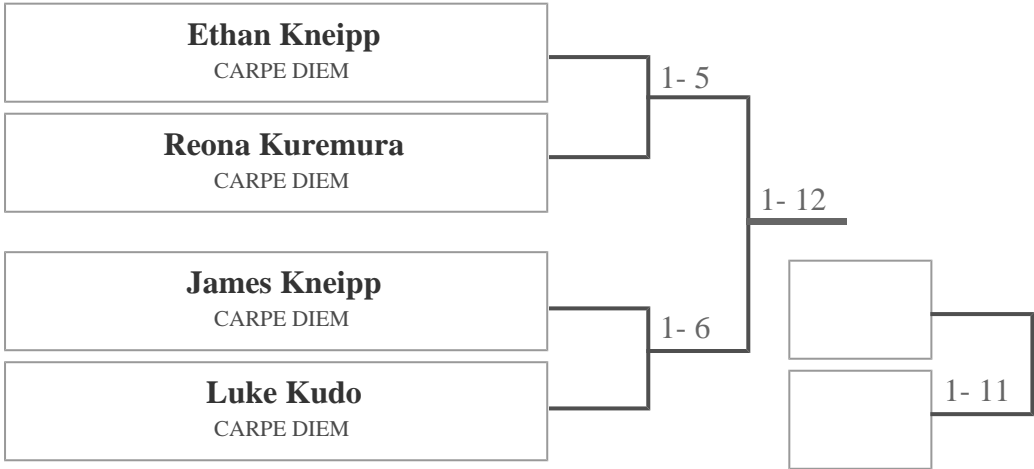 Ethan Kneipp
CARPE DIEM
1- 5
Reona Kuremura
CARPE DIEM
1- 12
James Kneipp
CARPE DIEM
1- 6
Luke Kudo
CARPE DIEM
1- 11